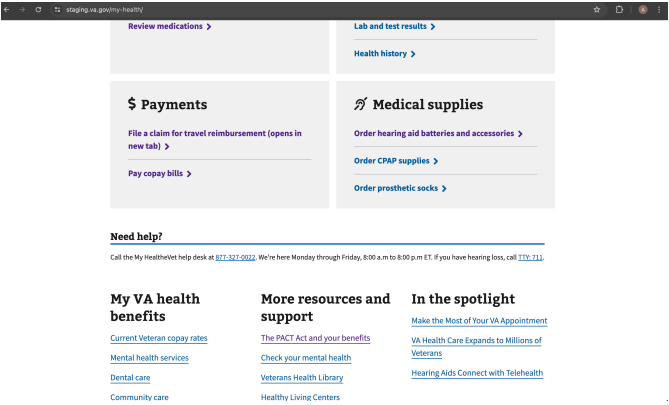 staging.va.gov/my-health/
Review medications
Lab and test results
Health history
$ Payments
File a claim for travel reimbursement (opens in
new tab)
Pay copay bills
Medical supplies
Order hearing aid batteries and accessories
Order CPAP supplies
Order prosthetic socks
Need help?
Call the My HealtheVet help desk at 877-327-0022. We're here Monday through Friday, 8:00 a.m to 8:00 p.m ET. If you have hearing loss, call TTY: 711.
My VA health
benefits
Current Veteran copay rates
Mental health services
Dental care
Community care
More resources and
support
The PACT Act and your benefits
Check your mental health
Veterans Health Library
Healthy Living Centers
In the spotlight
Make the Most of Your VA Appointment
VA Health Care Expands to Millions of
Veterans
Hearing Aids Connect with Telehealth